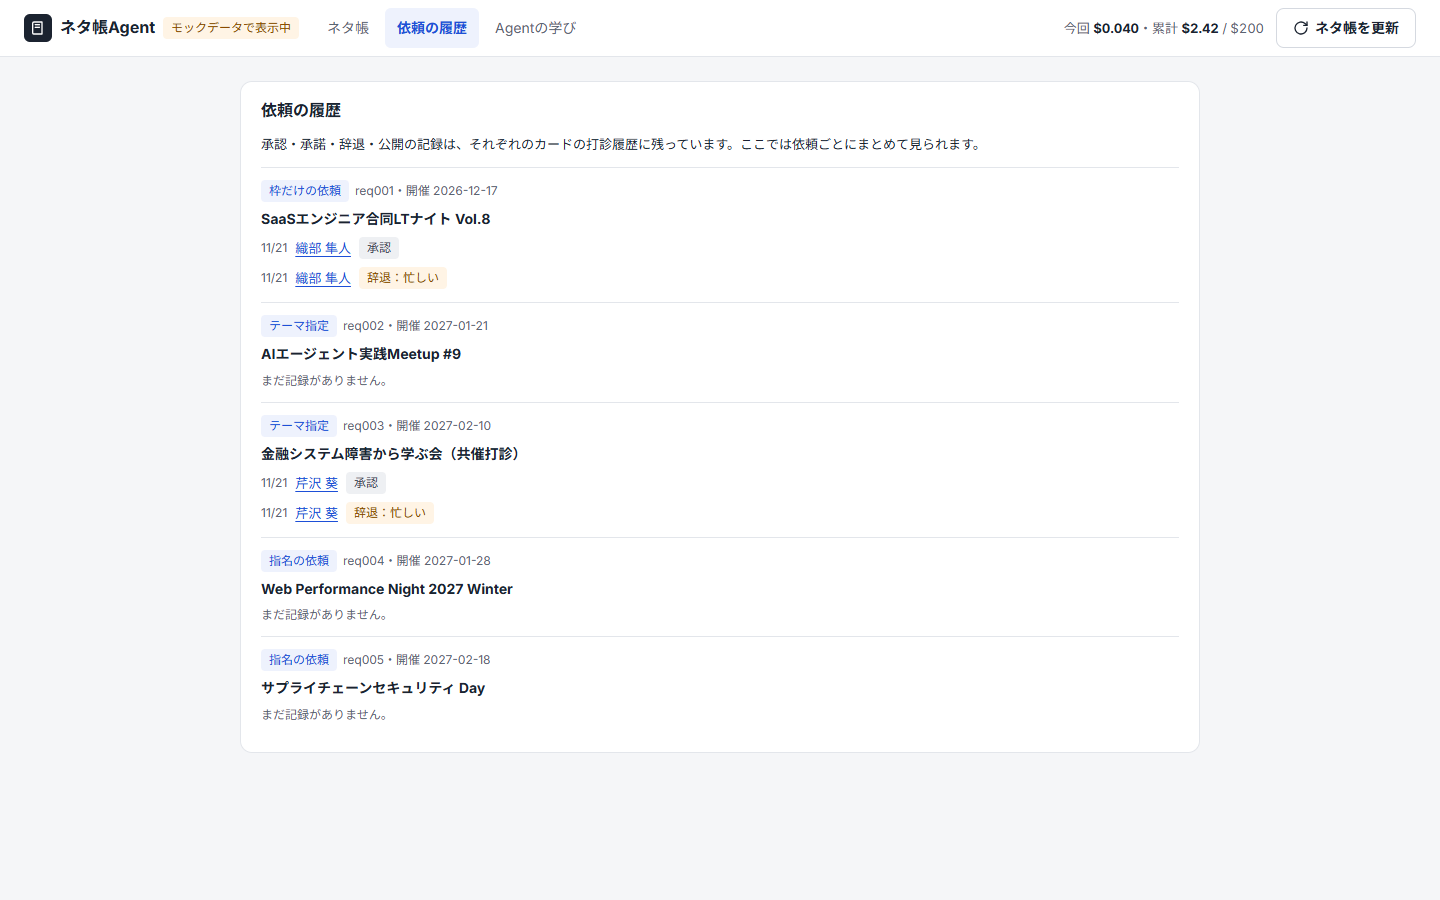 ネタ帳Agent モックデータで表示中 ネタ帳 依頼の履歴 Agentの学び 今回 $0.040・累計 $2.42 / $200 ネタ帳を更新
依頼の履歴
承認・承諾・辞退・公開の記録は、それぞれのカードの打診履歴に残っています。ここでは依頼ごとにまとめて見られます。
枠だけの依頼 req001・開催 2026-12-17
SaaSエンジニア合同LTナイト Vol.8
11/21 織部 隼人 承認
11/21 織部 隼人 辞退：忙しい
テーマ指定 req002・開催 2027-01-21
AIエージェント実践Meetup #9
まだ記録がありません。
テーマ指定 req003・開催 2027-02-10
金融システム障害から学ぶ会（共催打診）
11/21 芹沢 葵 承認
11/21 芹沢 葵 辞退：忙しい
指名の依頼 req004・開催 2027-01-28
Web Performance Night 2027 Winter
まだ記録がありません。
指名の依頼 req005・開催 2027-02-18
サプライチェーンセキュリティ Day
まだ記録がありません。